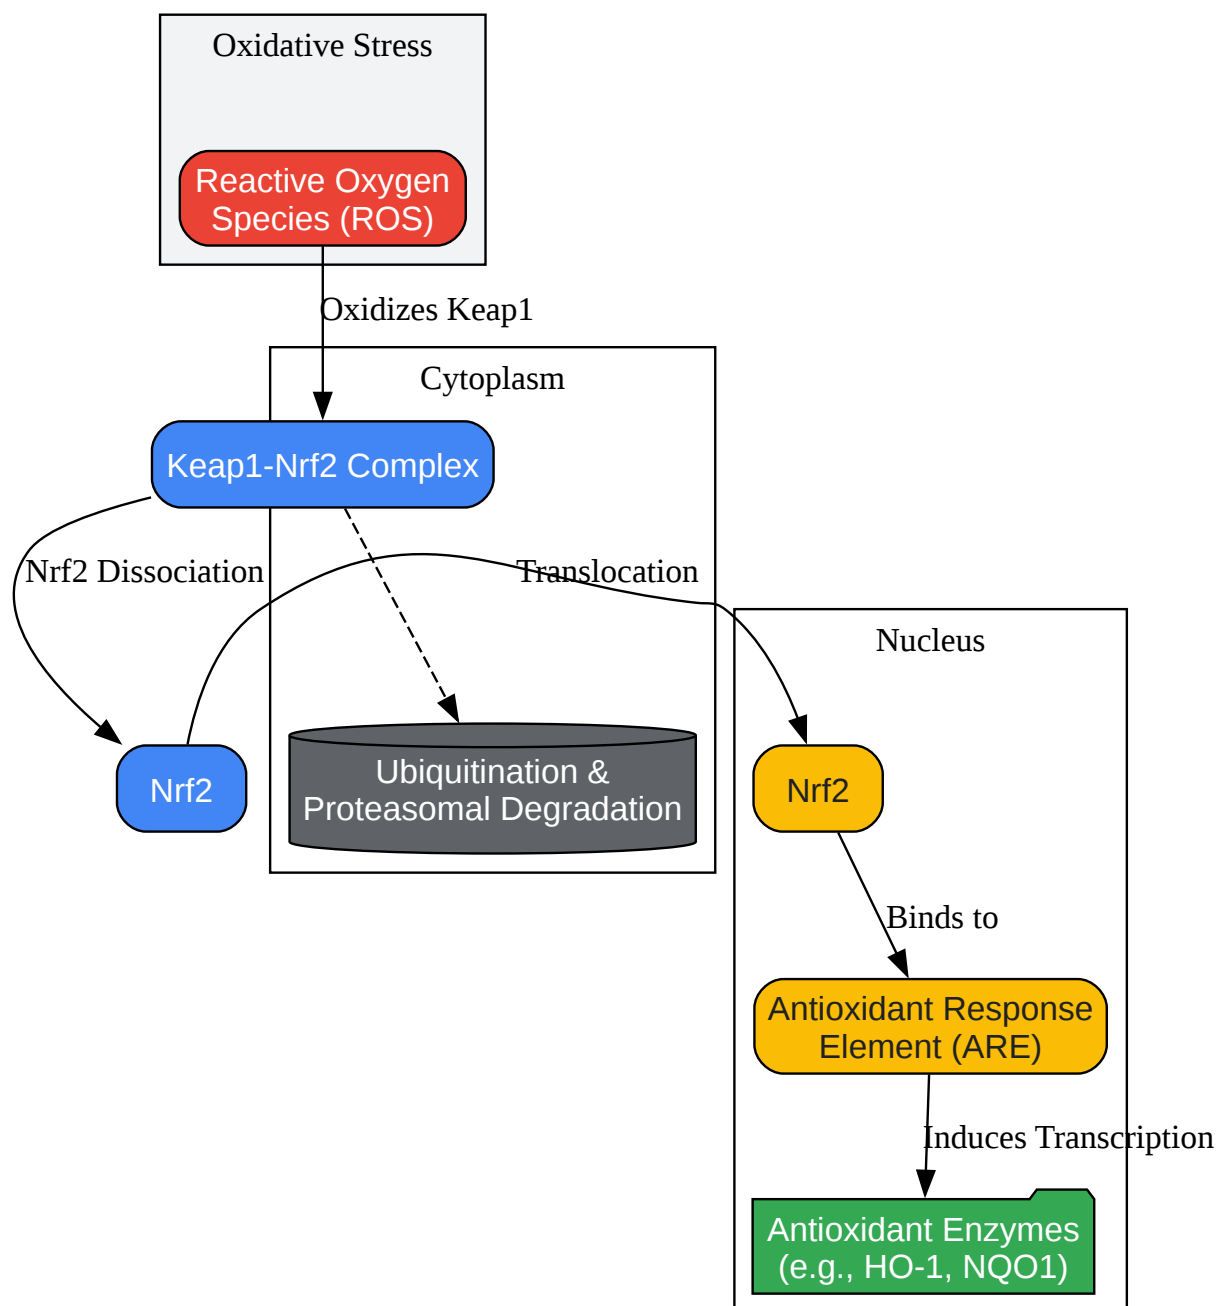 Oxidative Stress
Reactive Oxygen
Species (ROS)
Oxidizes Keap1
Cytoplasm
Keap1-Nrf2 Complex
Nrf2 Dissociation
Translocation
Nucleus
Nrf2
Ubiquitination &
Proteasomal Degradation
Nrf2
Binds to
Antioxidant Response
Element (ARE)
Induces Transcription
Antioxidant Enzymes
(e.g., HO-1, NQO1)